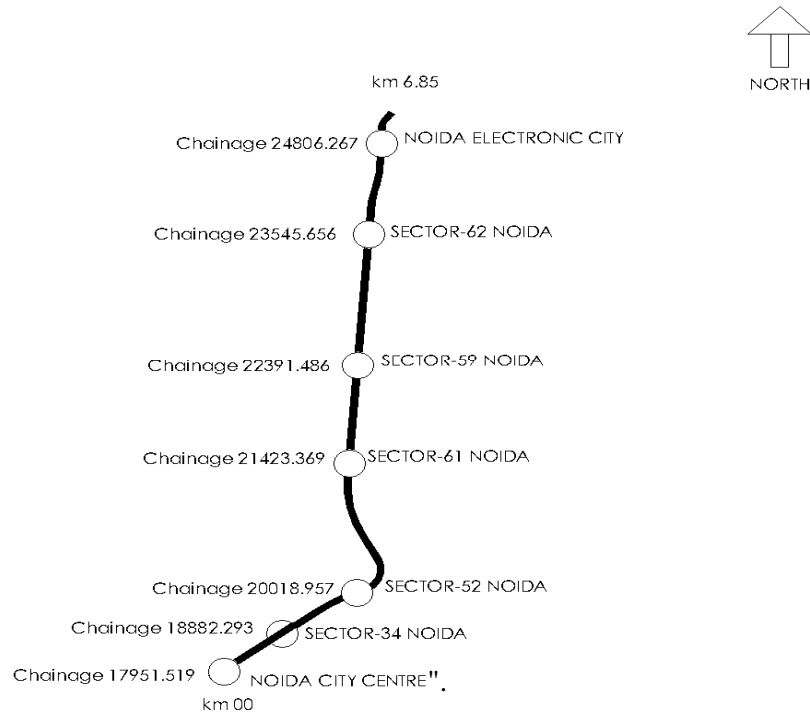 NORTH
km 6.85
Chainage 24806.267 NOIDA ELECTRONIC CITY
Chainage 23545.656 SECTOR-62 NOIDA
Chainage 22391.486 SECTOR-59 NOIDA
Chainage 21423.369 SECTOR-61 NOIDA
Chainage 20018.957 SECTOR-52 NOIDA
Chainage 18882.293 SECTOR-34 NOIDA
Chainage 17951.519 NOIDA CITY CENTRE".
km 00